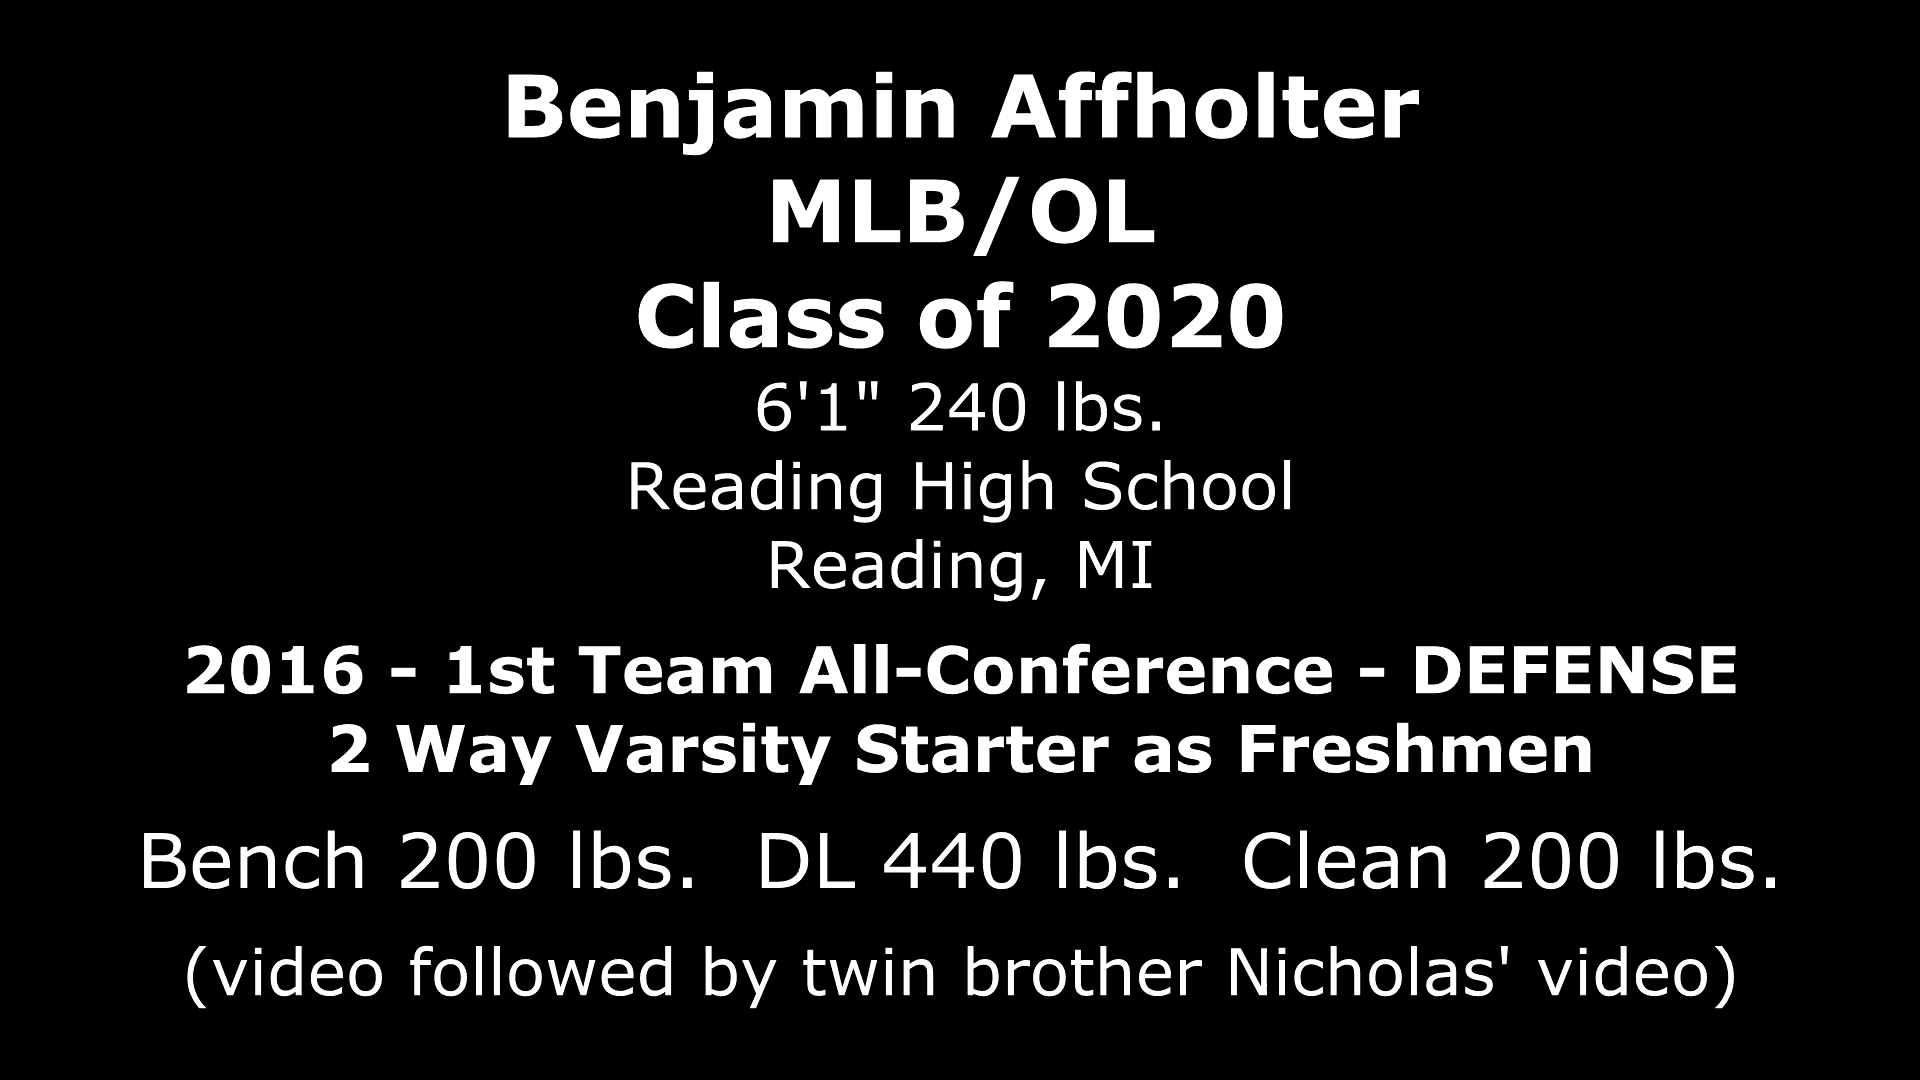 Benjamin Affholter
MLB/OL
Class of 2020
6'1" 240 lbs.
Reading High School
Reading, MI
2016 - 1st Team All-Conference - DEFENSE
2 Way Varsity Starter as Freshmen
Bench 200 lbs.  DL 440 lbs.  Clean 200 lbs.
(video followed by twin brother Nicholas' video)